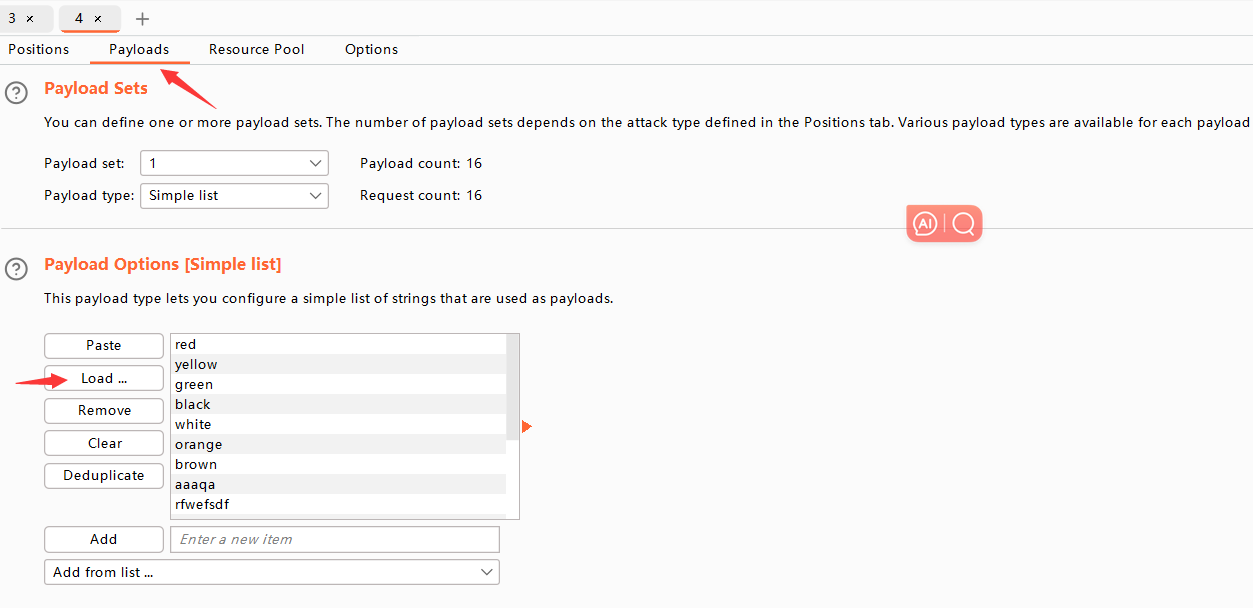 3 × 4 × +
Positions Payloads Resource Pool Options
? Payload Sets
You can define one or more payload sets. The number of payload sets depends on the attack type defined in the Positions tab. Various payload types are available for each payload
Payload set: 1 Payload count: 16
Payload type: Simple list Request count: 16
AI
? Payload Options [Simple list]
This payload type lets you configure a simple list of strings that are used as payloads.
Paste
Load ...
Remove
Clear
Deduplicate
red
yellow
green
black
white
orange
brown
aaaqa
rfwefsdf
Add Enter a new item
Add from list ...